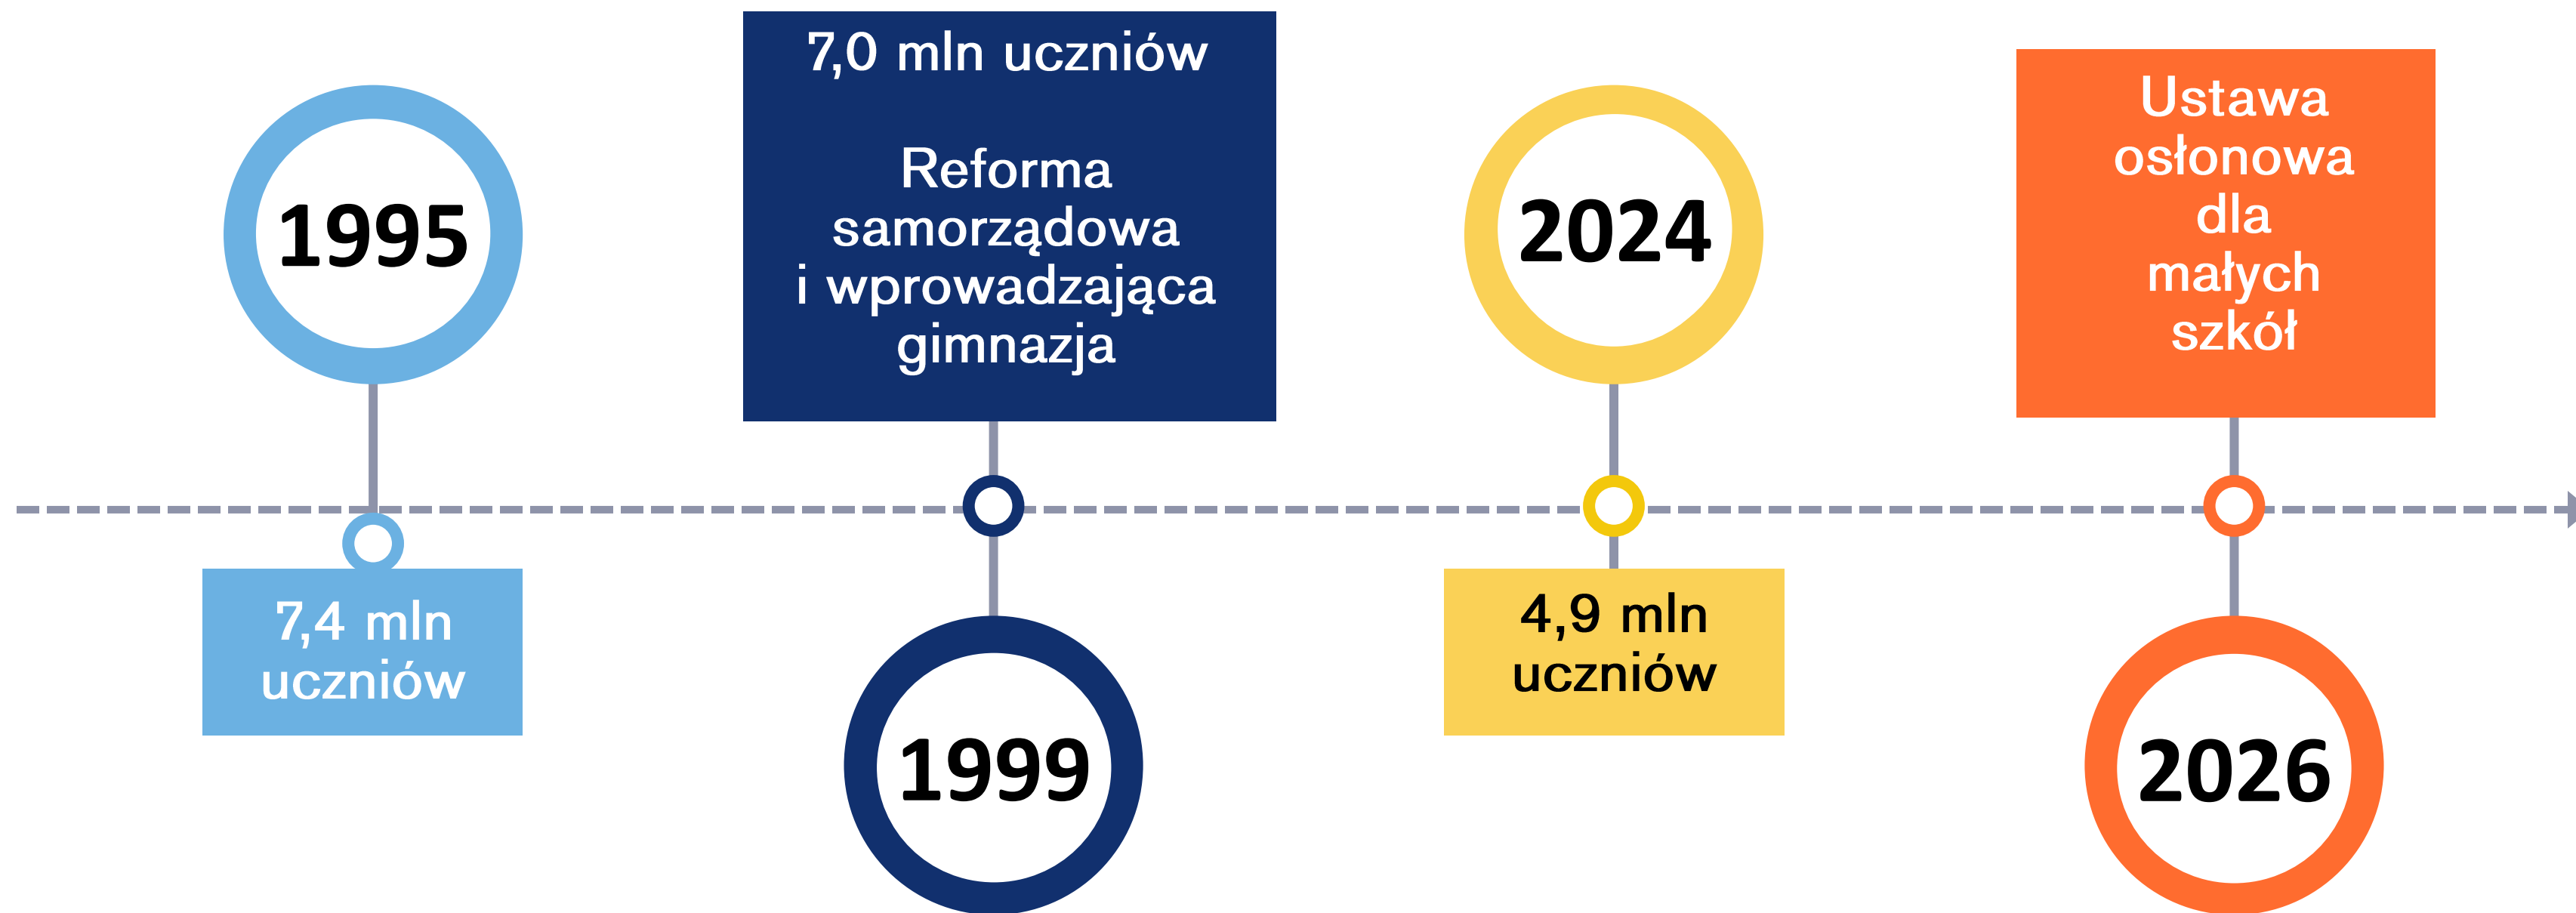 1995
7,4 mln
uczniów
7,0 mln uczniów
Reforma
samorządowa
i wprowadzająca
gimnazja
1999
2024
4,9 mln
uczniów
Ustawa
osłonowa
dla
małych
szkół
2026